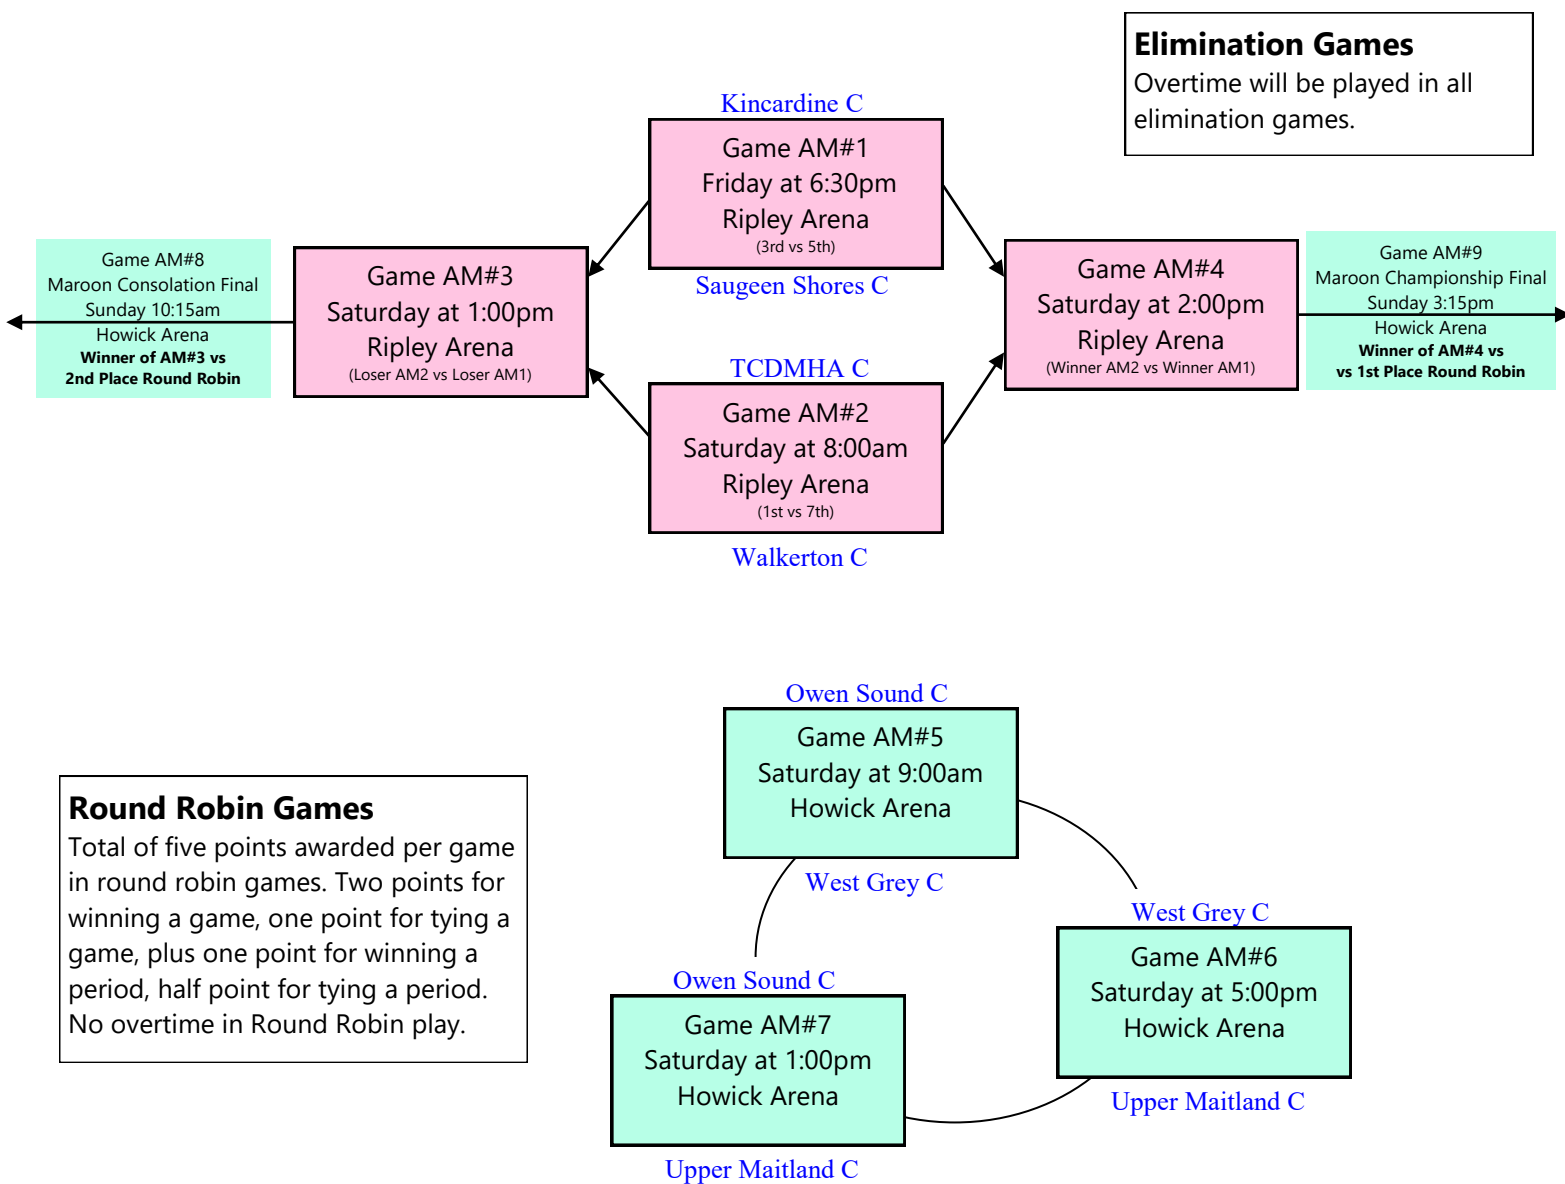 Elimination Games
Overtime will be played in all
elimination games.
Kincardine C
Game AM#1
Friday at 6:30pm
Ripley Arena
(3rd vs 5th)
Saugeen Shores C
Game AM#8
Maroon Consolation Final
Sunday 10:15am
Howick Arena
Winner of AM#3 vs
2nd Place Round Robin
Game AM#3
Saturday at 1:00pm
Ripley Arena
(Loser AM2 vs Loser AM1)
Game AM#4
Saturday at 2:00pm
Ripley Arena
(Winner AM2 vs Winner AM1)
Game AM#9
Maroon Championship Final
Sunday 3:15pm
Howick Arena
Winner of AM#4 vs
vs 1st Place Round Robin
TCDMHA C
Game AM#2
Saturday at 8:00am
Ripley Arena
(1st vs 7th)
Walkerton C
Owen Sound C
Game AM#5
Saturday at 9:00am
Howick Arena
West Grey C
Round Robin Games
Total of five points awarded per game
in round robin games. Two points for
winning a game, one point for tying a
game, plus one point for winning a
period, half point for tying a period.
No overtime in Round Robin play.
West Grey C
Game AM#6
Saturday at 5:00pm
Howick Arena
Upper Maitland C
Owen Sound C
Game AM#7
Saturday at 1:00pm
Howick Arena
Upper Maitland C